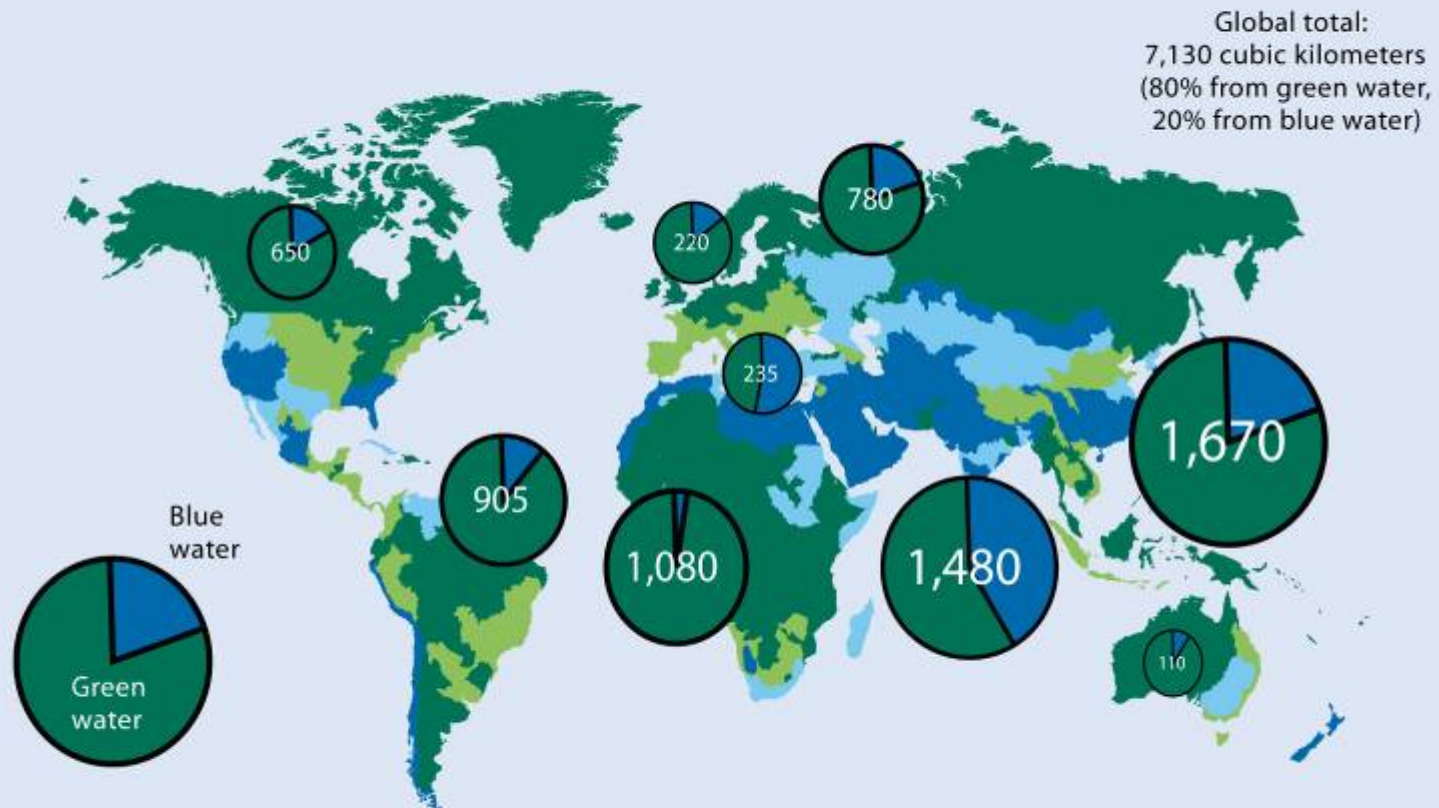 Global total:
7,130 cubic kilometers
(80% from green water,
20% from blue water)
780
650
220
235
1,670
905
1,080
1,480
110
Blue
water
Green
water